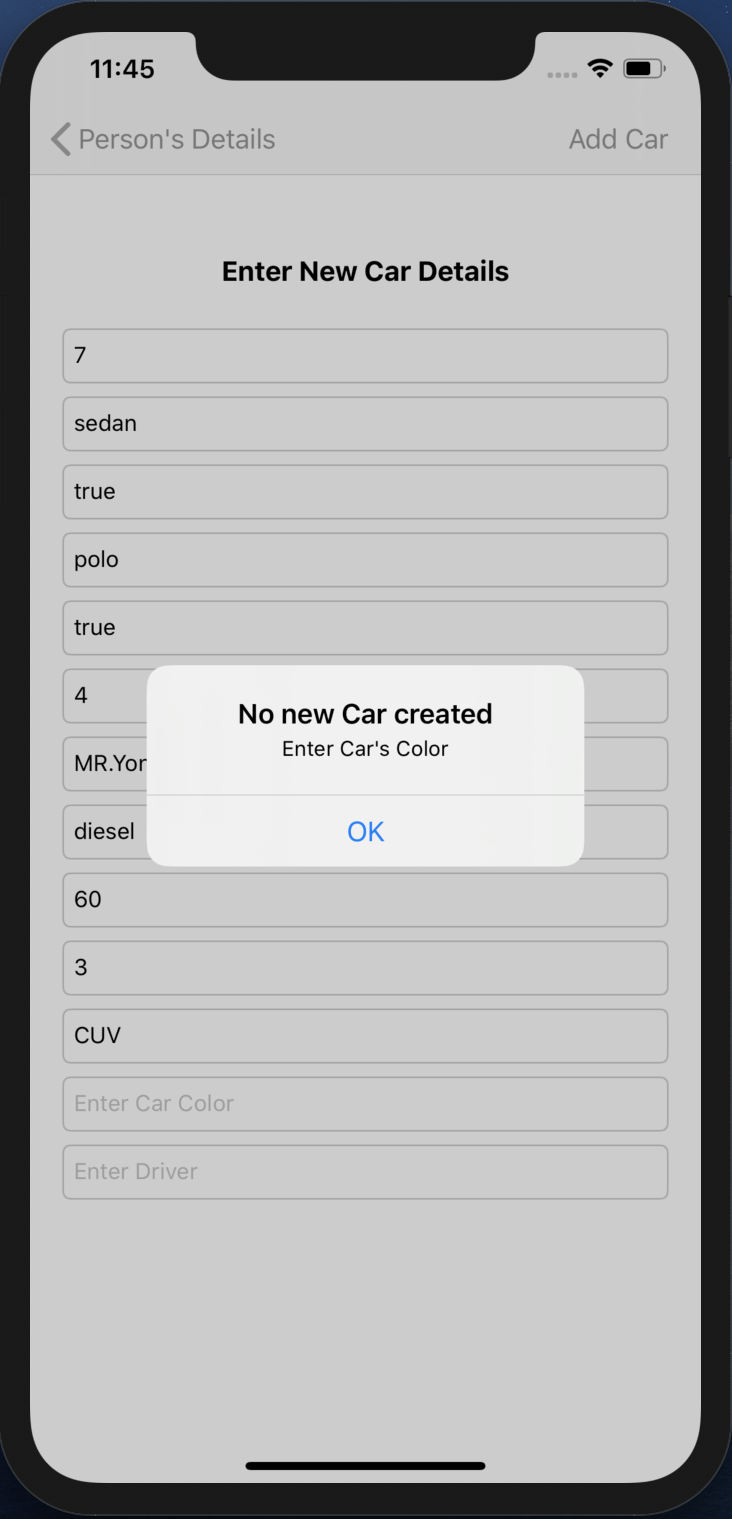 11:45
Person's Details
Add Car
Enter New Car Details
7
sedan
true
polo
true
4
No new Car created
Enter Car's Color
MR.Yor
OK
diesel
60
3
CUV
Enter Car Color
Enter Driver